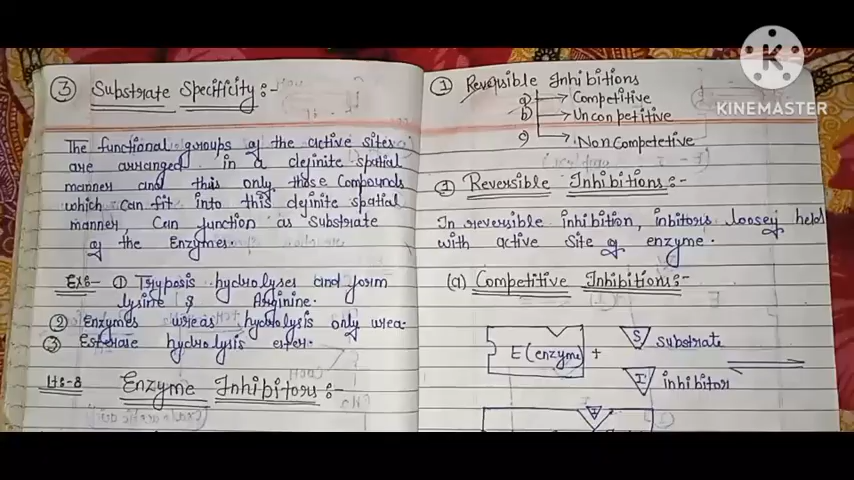 ③ Substrate Specificity :-
The functional groups of the active sites
are arranged in a definite spatial
manner and this only those Compounds
which can fit into this definite spatial
manner, Can function as Substrate
of the Enzymes.
Ex:- ① Tryposis hydrolyses and form
lysine & Arginine.
② Enzymes wreas hydrolysis only urea.
③ Esterase hydrolysis ester.
Enzyme Inhibitors :-
① Reversible Inhibitions
a) Competitive
b) Uncompetitive
c) Non Competetive
① Reversible Inhibitions :-
In reversible inhibition, inbitors loosey held
with active site of enzyme.
(a) Competitive Inhibitions :-
E (enzyme) + S substrate
I inhibitor
I
K
KINEMASTER